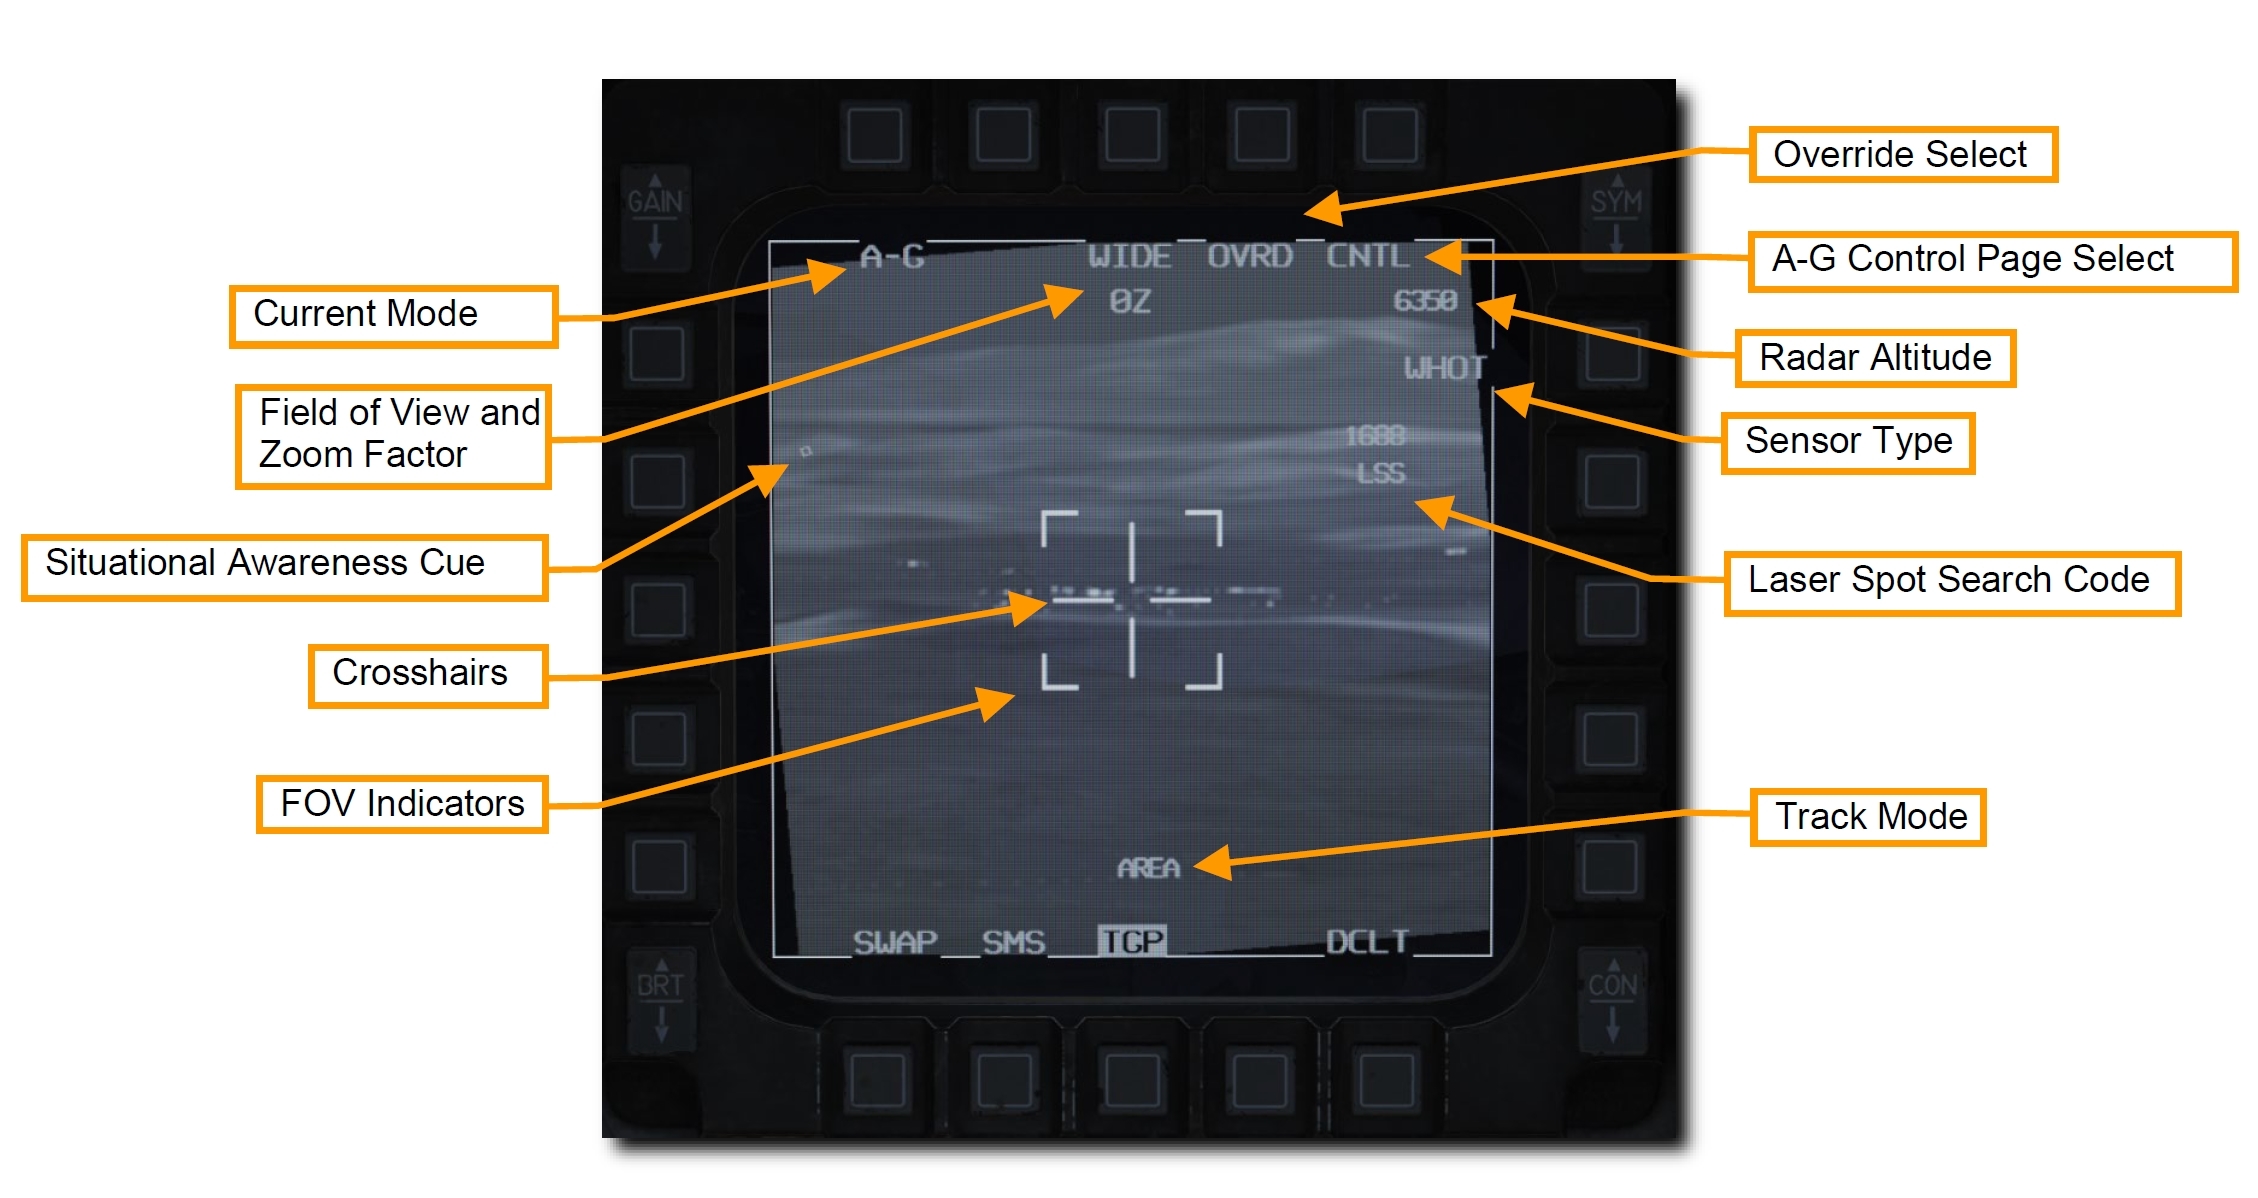 Override Select
GAIN
SYM
A-G
WIDE
OVRD
CNTL
A-G Control Page Select
Current Mode
0Z
6350
Radar Altitude
WHOT
Field of View and
Zoom Factor
1688
Sensor Type
LSS
Situational Awareness Cue
Laser Spot Search Code
Crosshairs
FOV Indicators
Track Mode
AREA
SWAP
SMS
TGP
DCLT
BRT
CON